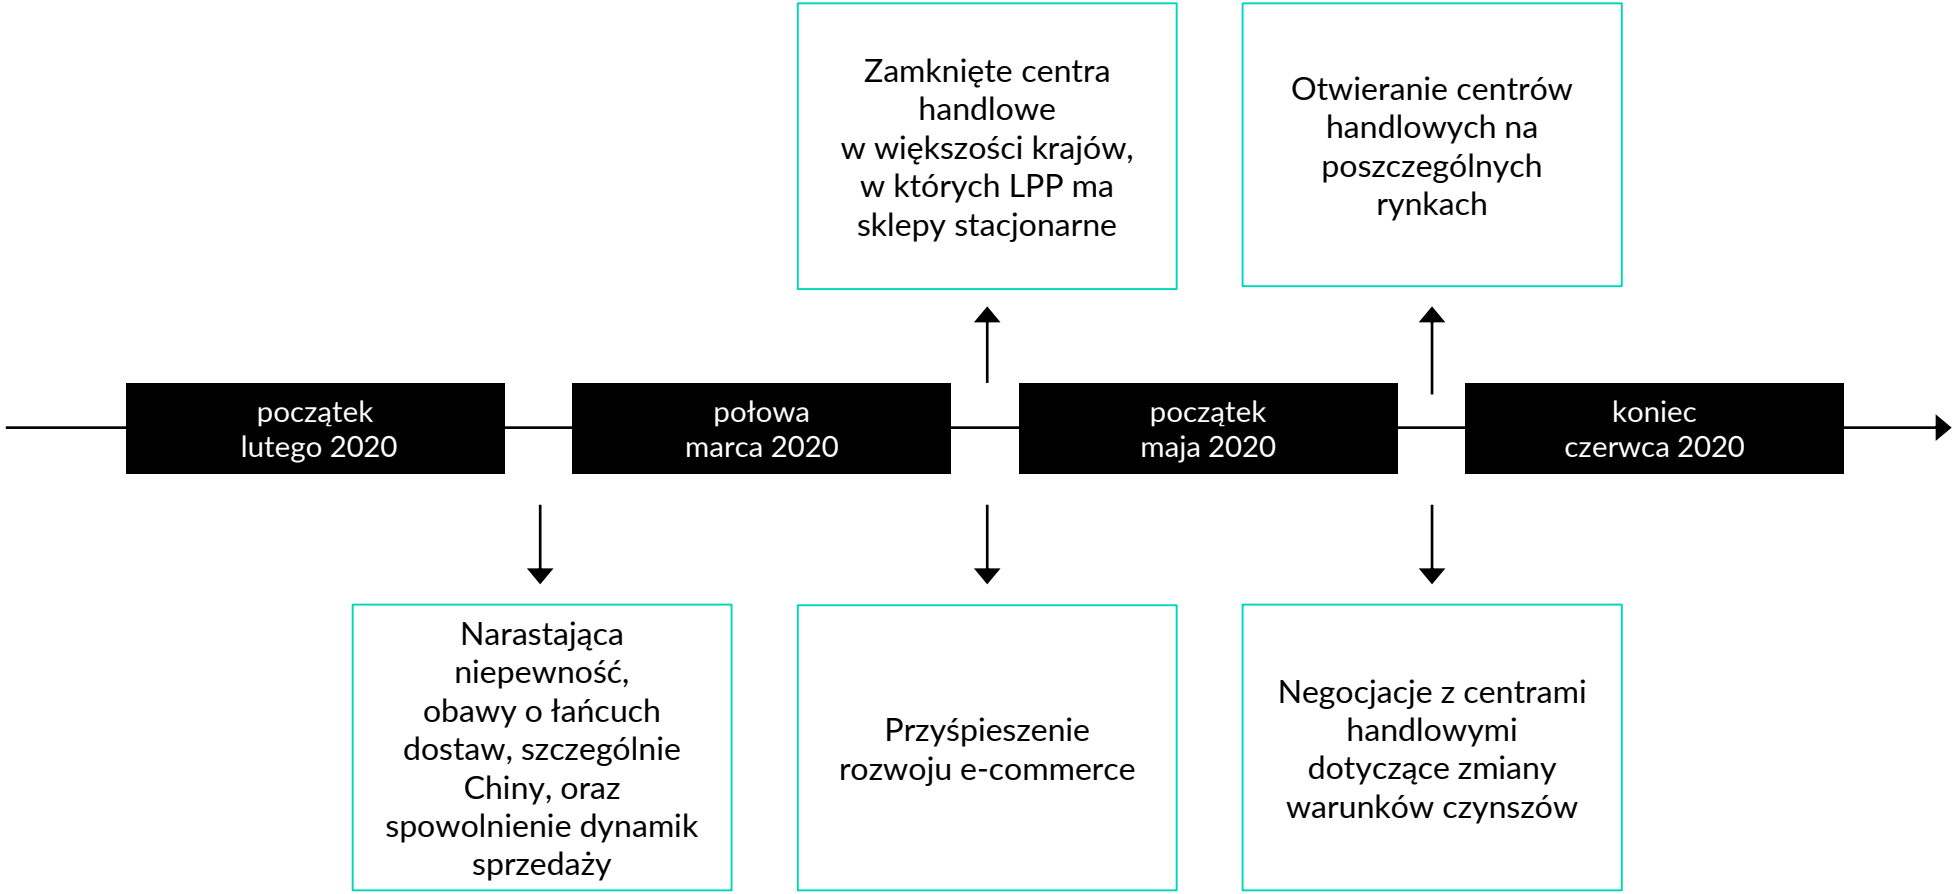 Zamknięte centra
handlowe
w większości krajów,
w których LPP ma
sklepy stacjonarne
Otwieranie centrów
handlowych na
poszczególnych
rynkach
początek
lutego 2020
połowa
marca 2020
początek
maja 2020
koniec
czerwca 2020
Narastająca
niepewność,
obawy o łańcuch
dostaw, szczególnie
Chiny, oraz
spowolnienie dynamik
sprzedaży
Przyśpieszenie
rozwoju e-commerce
Negocjacje z centrami
handlowymi
dotyczące zmiany
warunków czynszów